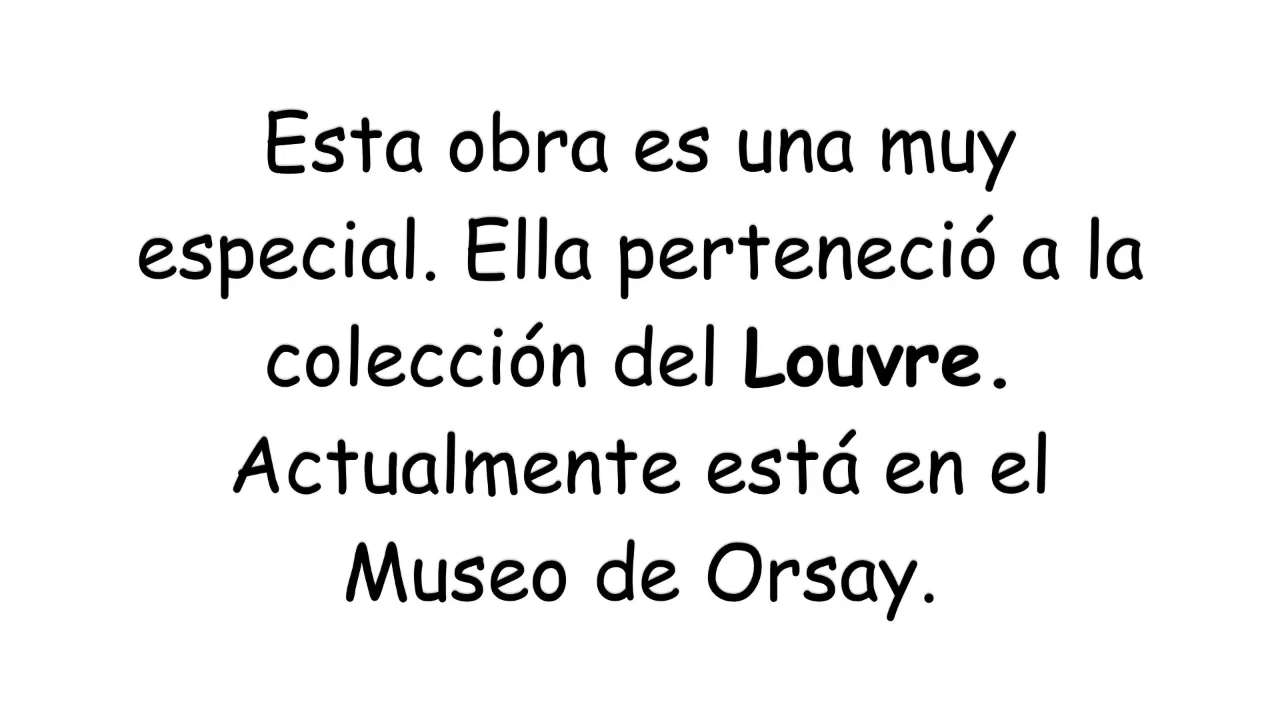 Esta obra es una muy
especial. Ella perteneció a la
colección del Louvre.
Actualmente está en el
Museo de Orsay.